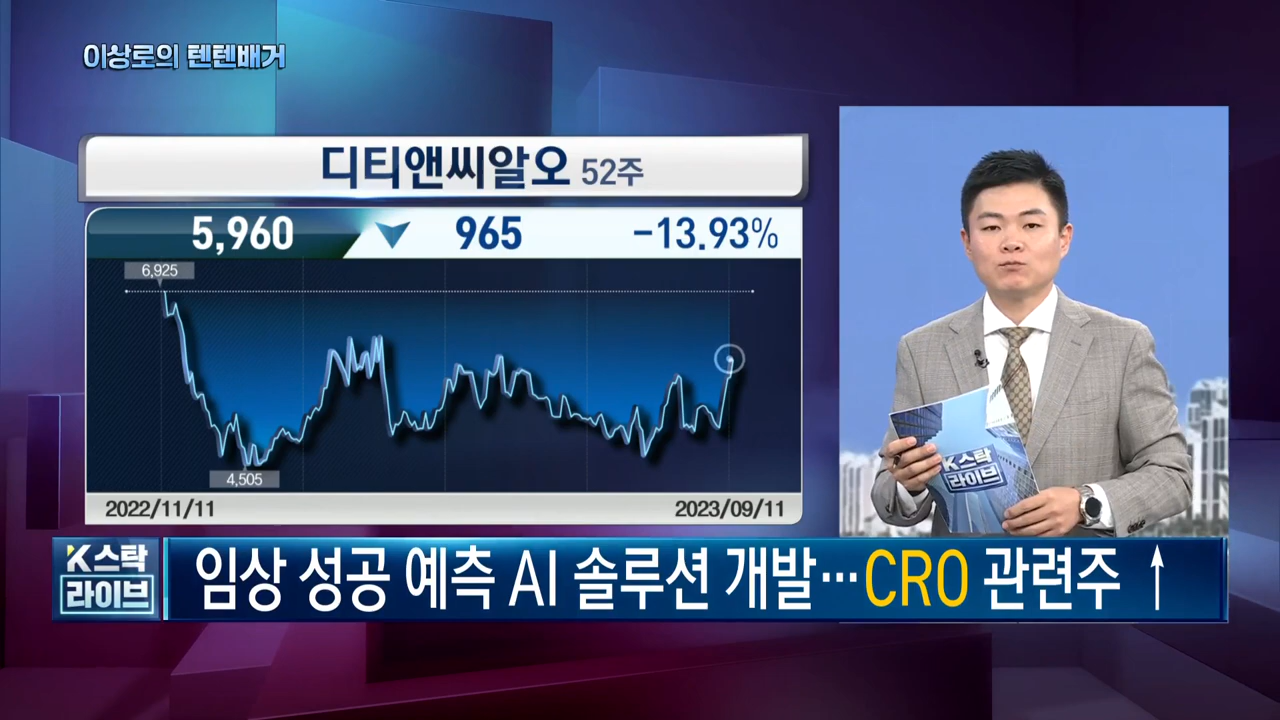 이상로의 텐텐배거
디티앤씨알오 52주
5,960 965 -13.93%
6,925
4,505
2022/11/11 2023/09/11
K스탁
라이브
K스탁
라이브
임상 성공 예측 AI 솔루션 개발…CRO 관련주 ↑